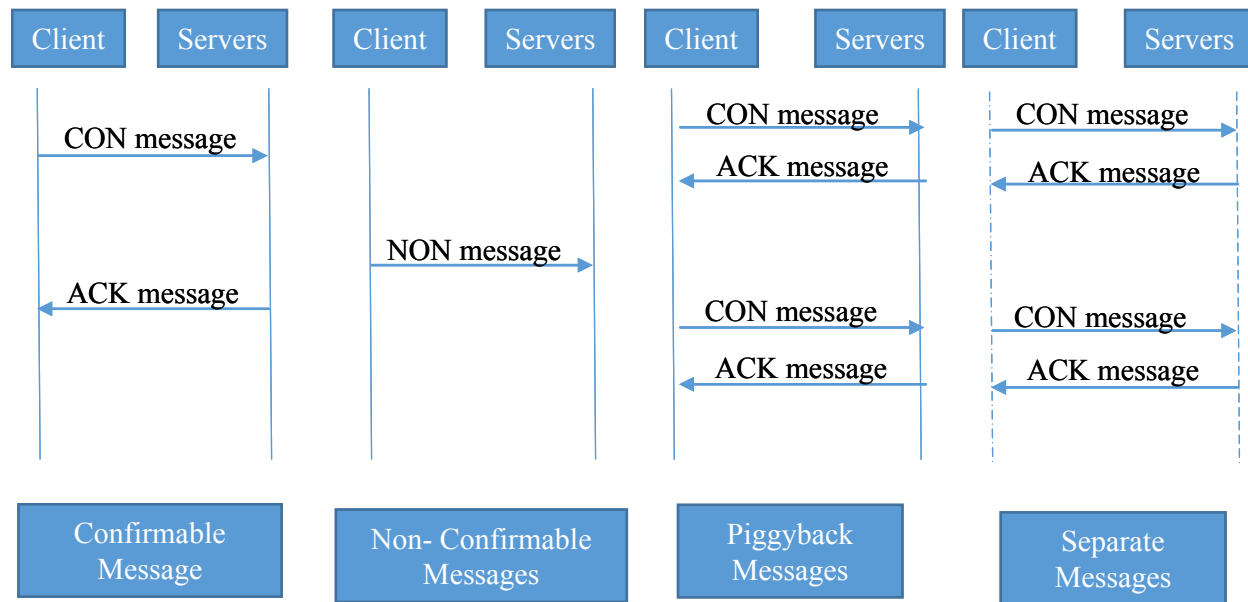 Client
Servers
Client
Servers
Client
Servers
Client
Servers
CON message
ACK message
NON message
CON message
ACK message
CON message
ACK message
CON message
ACK message
CON message
ACK message
Confirmable
Message
Non- Confirmable
Messages
Piggyback
Messages
Separate
Messages